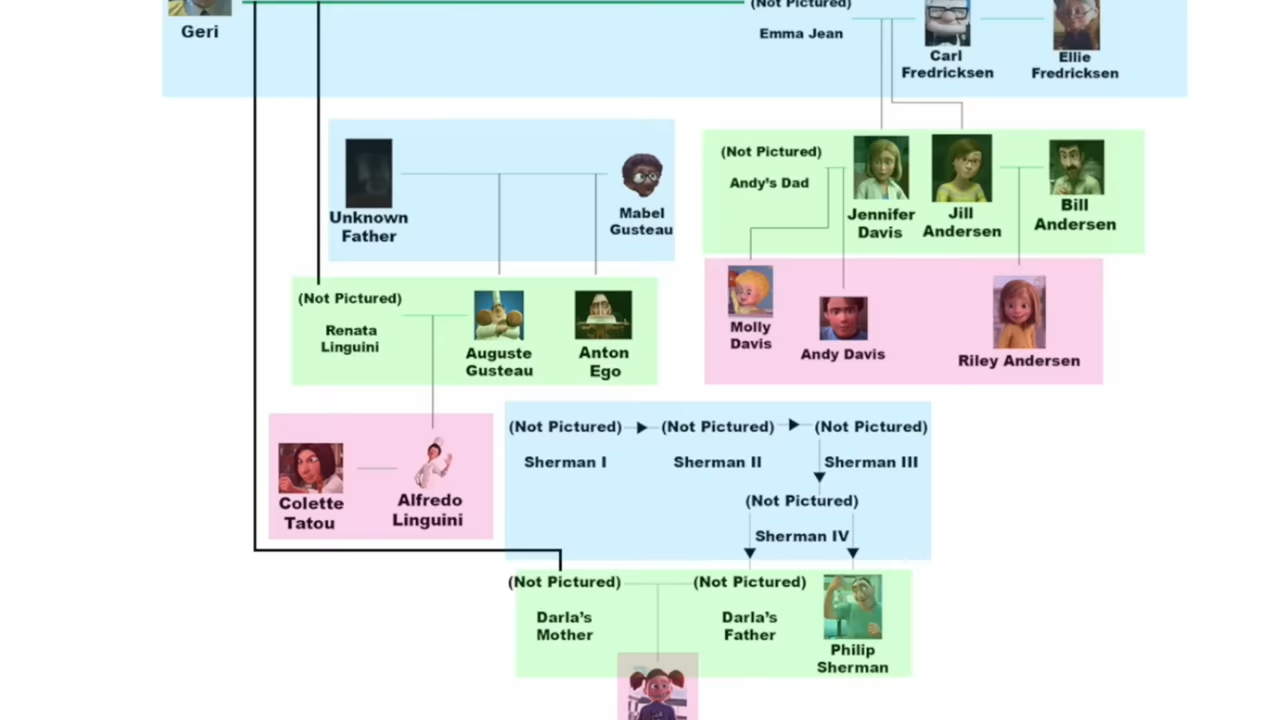 (Not Pictured)
Geri
Emma Jean
Carl
Fredricksen
Ellie
Fredricksen
Unknown
Father
Mabel
Gusteau
(Not Pictured)
Andy's Dad
Jennifer
Davis
Jill
Andersen
Bill
Andersen
(Not Pictured)
Renata
Linguini
Auguste
Gusteau
Anton
Ego
Molly
Davis
Andy Davis
Riley Andersen
Colette
Tatou
Alfredo
Linguini
(Not Pictured)
(Not Pictured)
(Not Pictured)
Sherman I
Sherman II
Sherman III
(Not Pictured)
Sherman IV
(Not Pictured)
Darla's
Mother
(Not Pictured)
Darla's
Father
Philip
Sherman